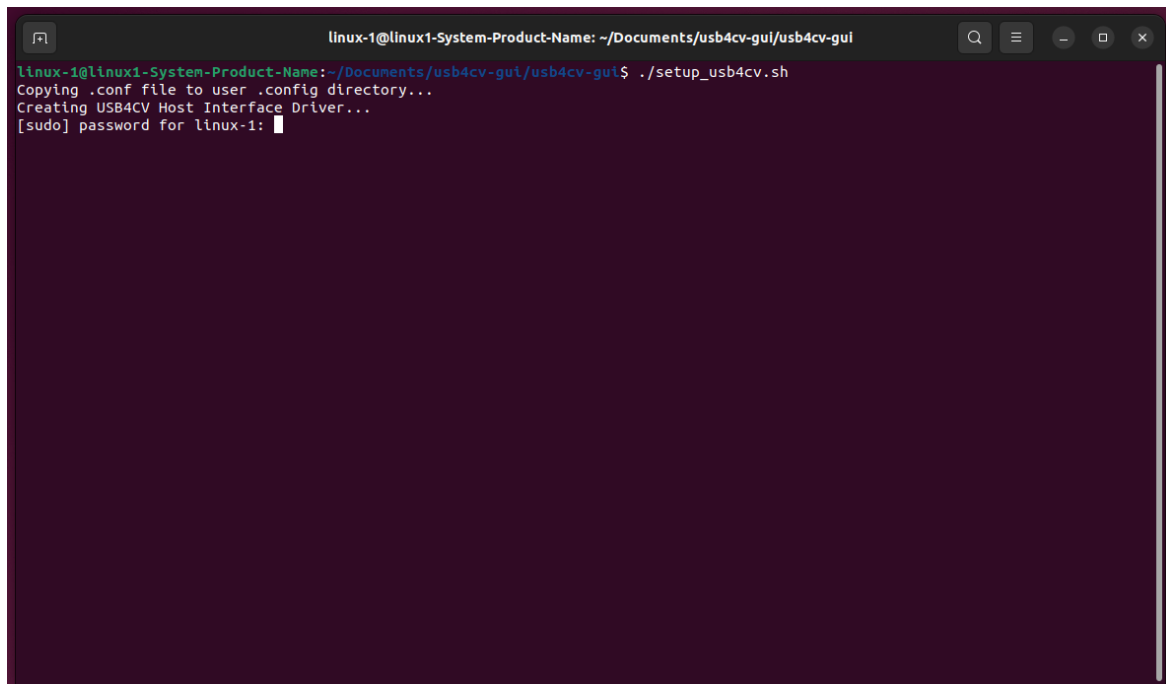 linux-1@linux1-System-Product-Name: ~/Documents/usb4cv-gui/usb4cv-gui
linux-1@linux1-System-Product-Name:~/Documents/usb4cv-gui/usb4cv-gui$ ./setup_usb4cv.sh
Copying .conf file to user .config directory...
Creating USB4CV Host Interface Driver...
[sudo] password for linux-1: